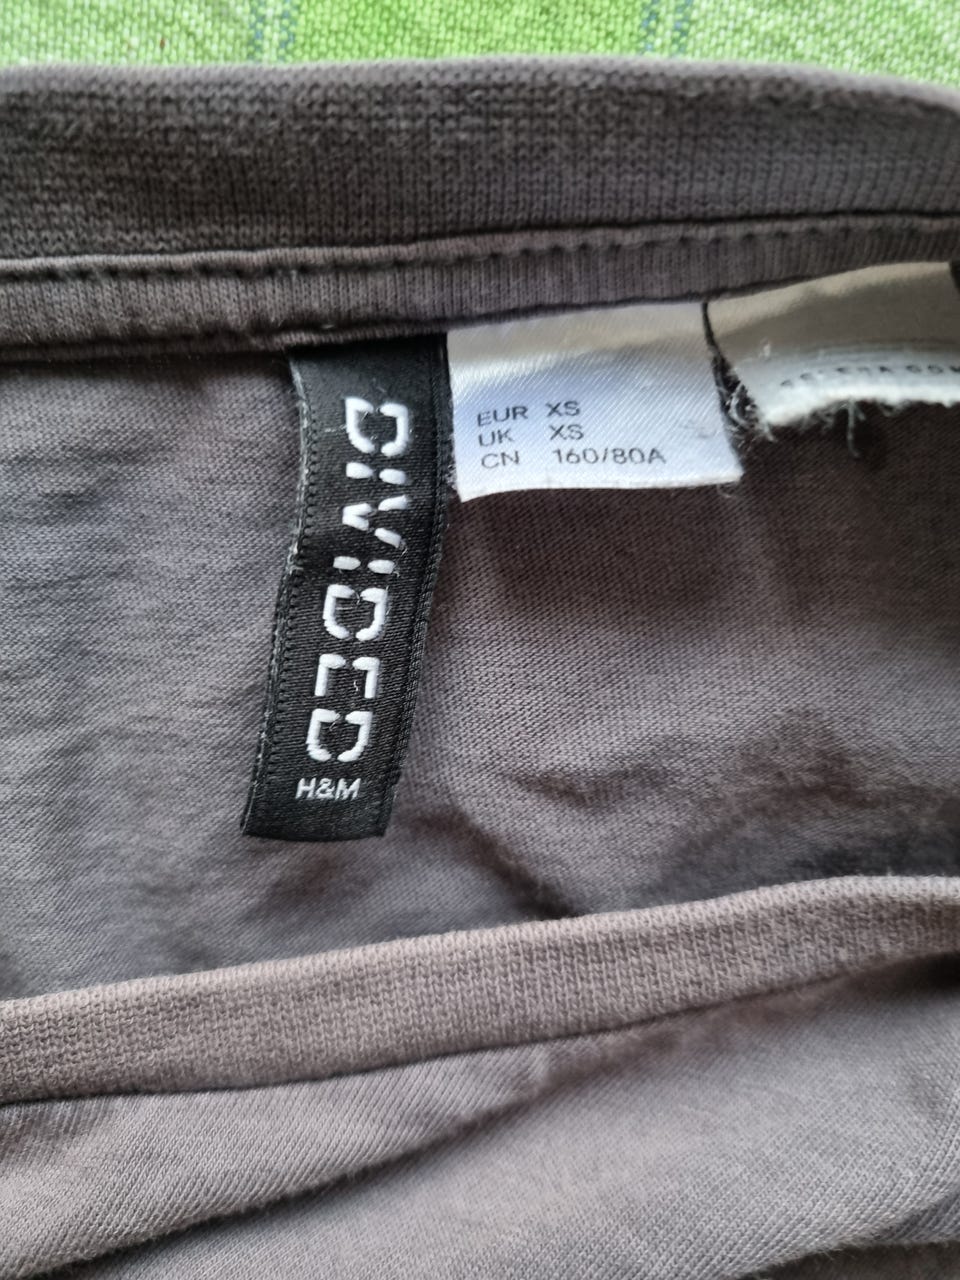 DIVIDED
H&M
EUR XS
UK XS
CN 160/80A